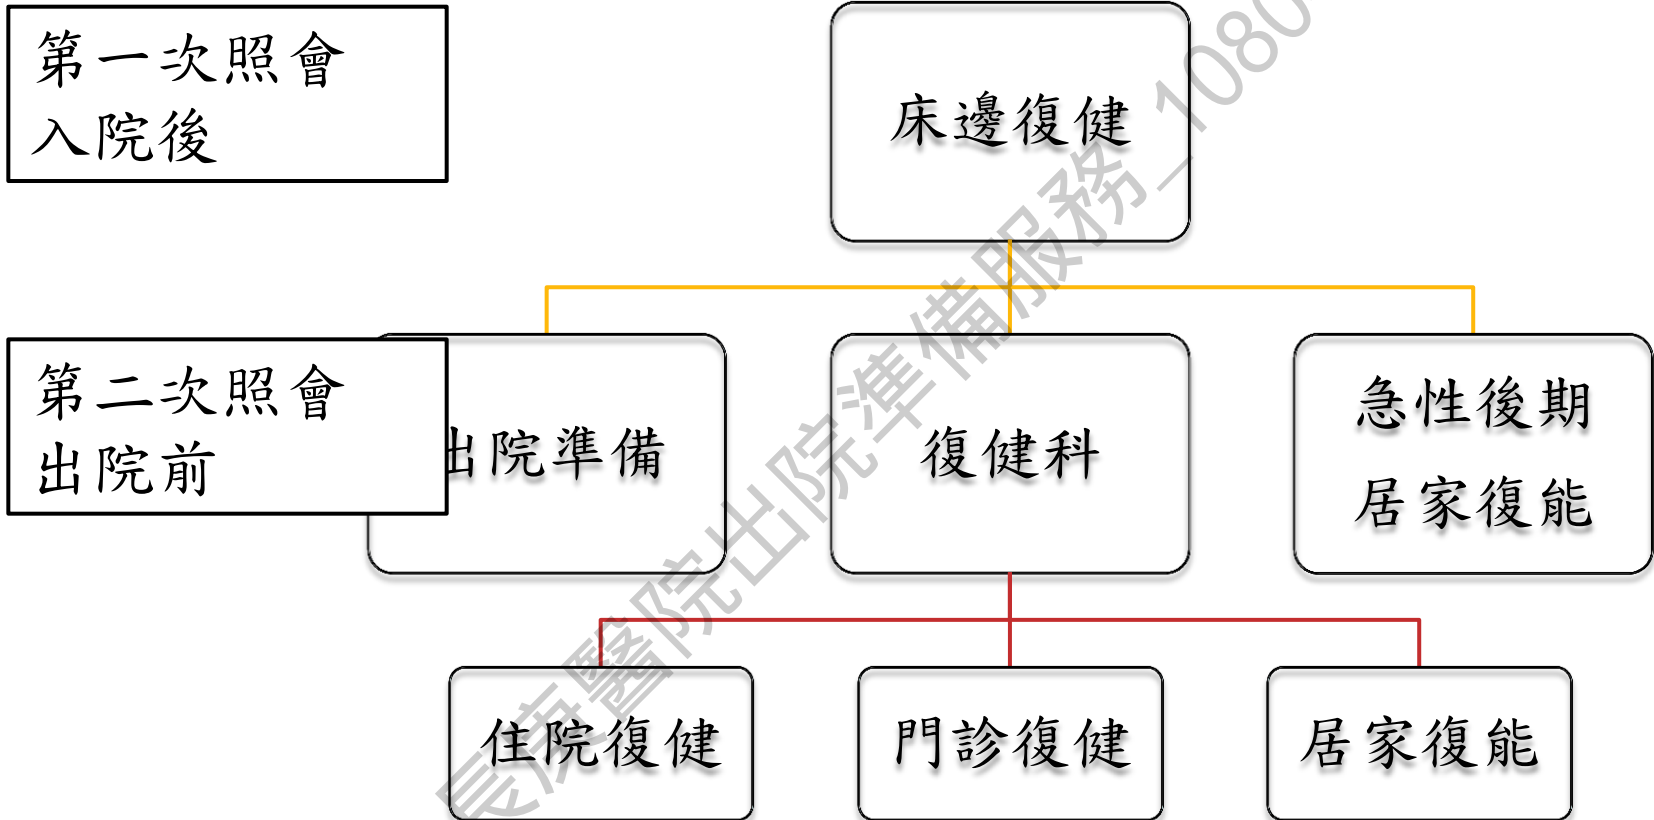 第一次照會
入院後
床邊復健
第二次照會
出院前
出院準備
復健科
急性後期
居家復能
住院復健
門診復健
居家復能
長庚醫院出院準備服務_1080